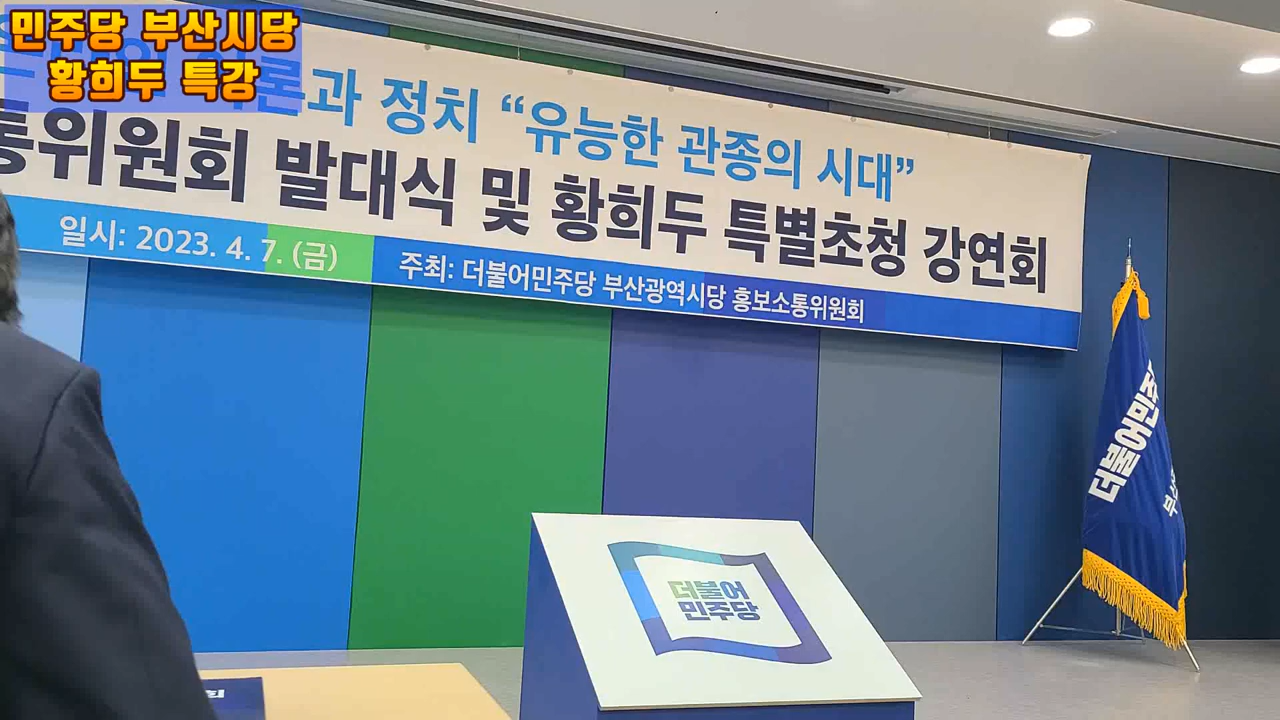 민주당 부산시당
황희두 특강
론과 정치 “유능한 관종의 시대”
통위원회 발대식 및 황희두 특별초청 강연회
일시: 2023. 4. 7. (금)
주최: 더불어민주당 부산광역시당 홍보소통위원회
더불어민주
부산
더불어
민주당
회